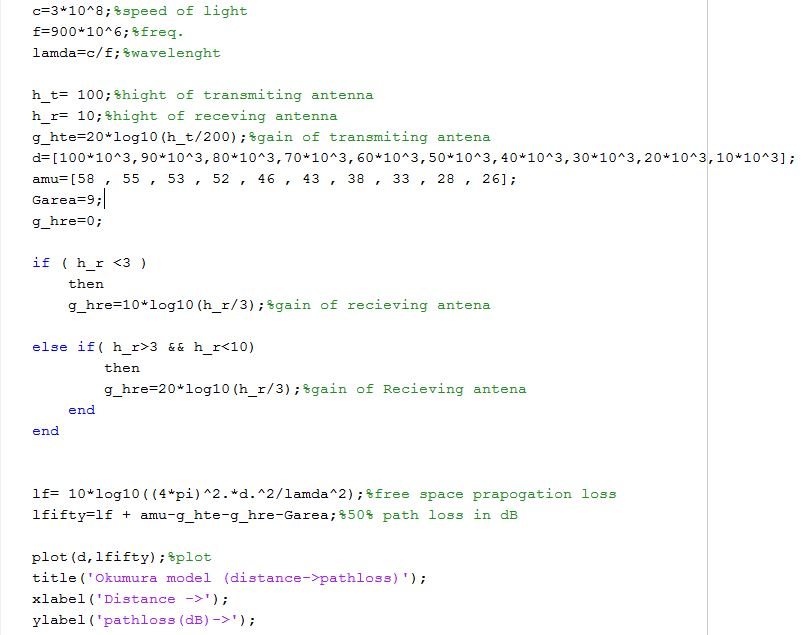 c=3*10^8;%speed of light
f=900*10^6;%freq.
lamda=c/f;%wavelenght
h_t= 100;%hight of transmiting antenna
h_r= 10;%hight of receving antenna
g_hte=20*log10(h_t/200);%gain of transmiting antena
d=[100*10^3,90*10^3,80*10^3,70*10^3,60*10^3,50*10^3,40*10^3,30*10^3,20*10^3,10*10^3];
amu=[58 , 55 , 53 , 52 , 46 , 43 , 38 , 33 , 28 , 26];
Garea=9;
g_hre=0;
if ( h_r <3 )
then
g_hre=10*log10(h_r/3);%gain of recieving antena
else if( h_r>3 && h_r<10)
then
g_hre=20*log10(h_r/3);%gain of Recieving antena
end
end
lf= 10*log10((4*pi)^2.*d.^2/lamda^2);%free space prapogation loss
lfifty=lf + amu-g_hte-g_hre-Garea;%50% path loss in dB
plot(d,lfifty);%plot
title('Okumura model (distance->pathloss)');
xlabel('Distance ->');
ylabel('pathloss(dB)->');